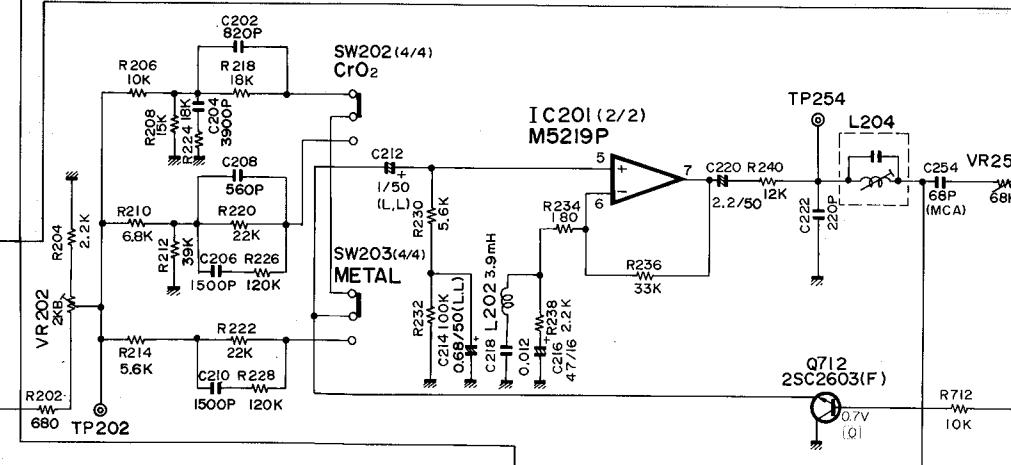 C202
820P
SW202(4/4)
CrO₂
R206
10K
R218
18K
R208
15K
R224
18K
C204
3900P
IC201(2/2)
M5219P
TP254
L204
C208
560P
C212
+
1/50
(L,L)
5
+
7
−
6
C220
2.2/50
R240
12K
C222
220P
C254
68P
(MCA)
VR25
68K
R204
2.2K
R210
6.8K
R220
22K
R212
39K
C206
1500P
R226
120K
R230
5.6K
R234
180
R236
33K
SW203(4/4)
METAL
VR202
2KB
R214
5.6K
R222
22K
C210
1500P
R228
120K
R232
100K
C214
0.68/50(L.L)
+
L202 3.9mH
C218
0.012
R238
2.2K
C216
47/16
+
R202
680
TP202
Q712
2SC2603(F)
0.7V
[0]
R712
10K